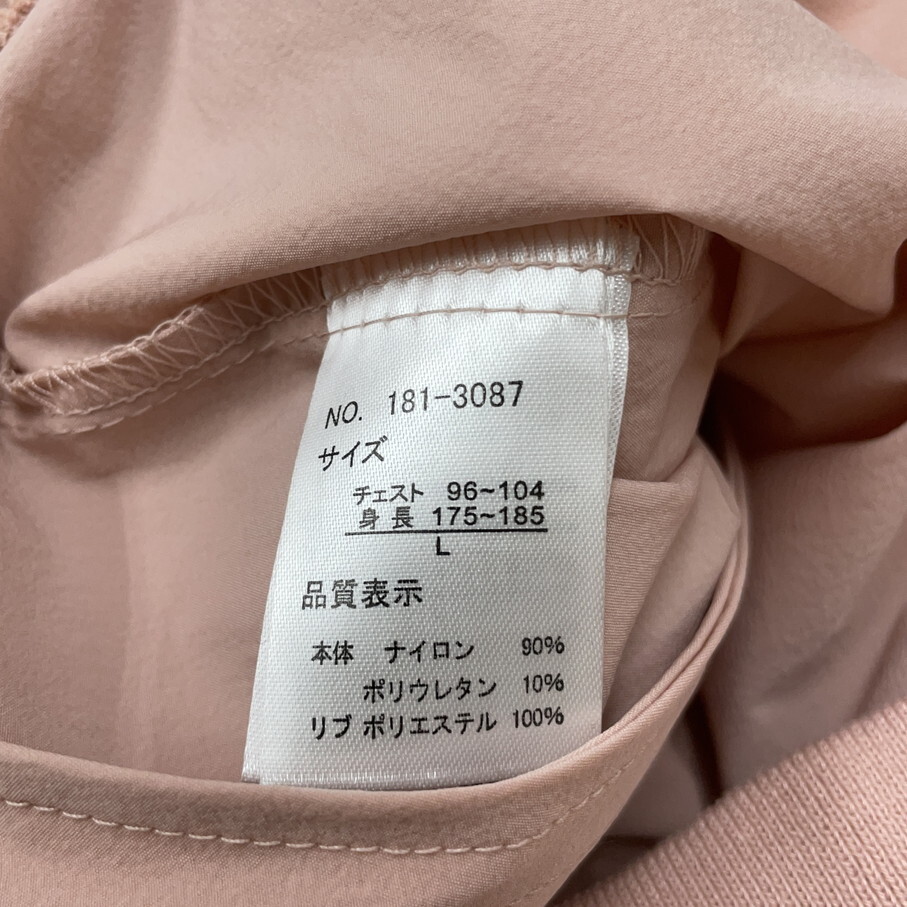 NO. 181-3087
サイズ
チェスト 96~104
身長 175~185
L
品質表示
本体 ナイロン 90%
ポリウレタン 10%
リブ ポリエステル 100%